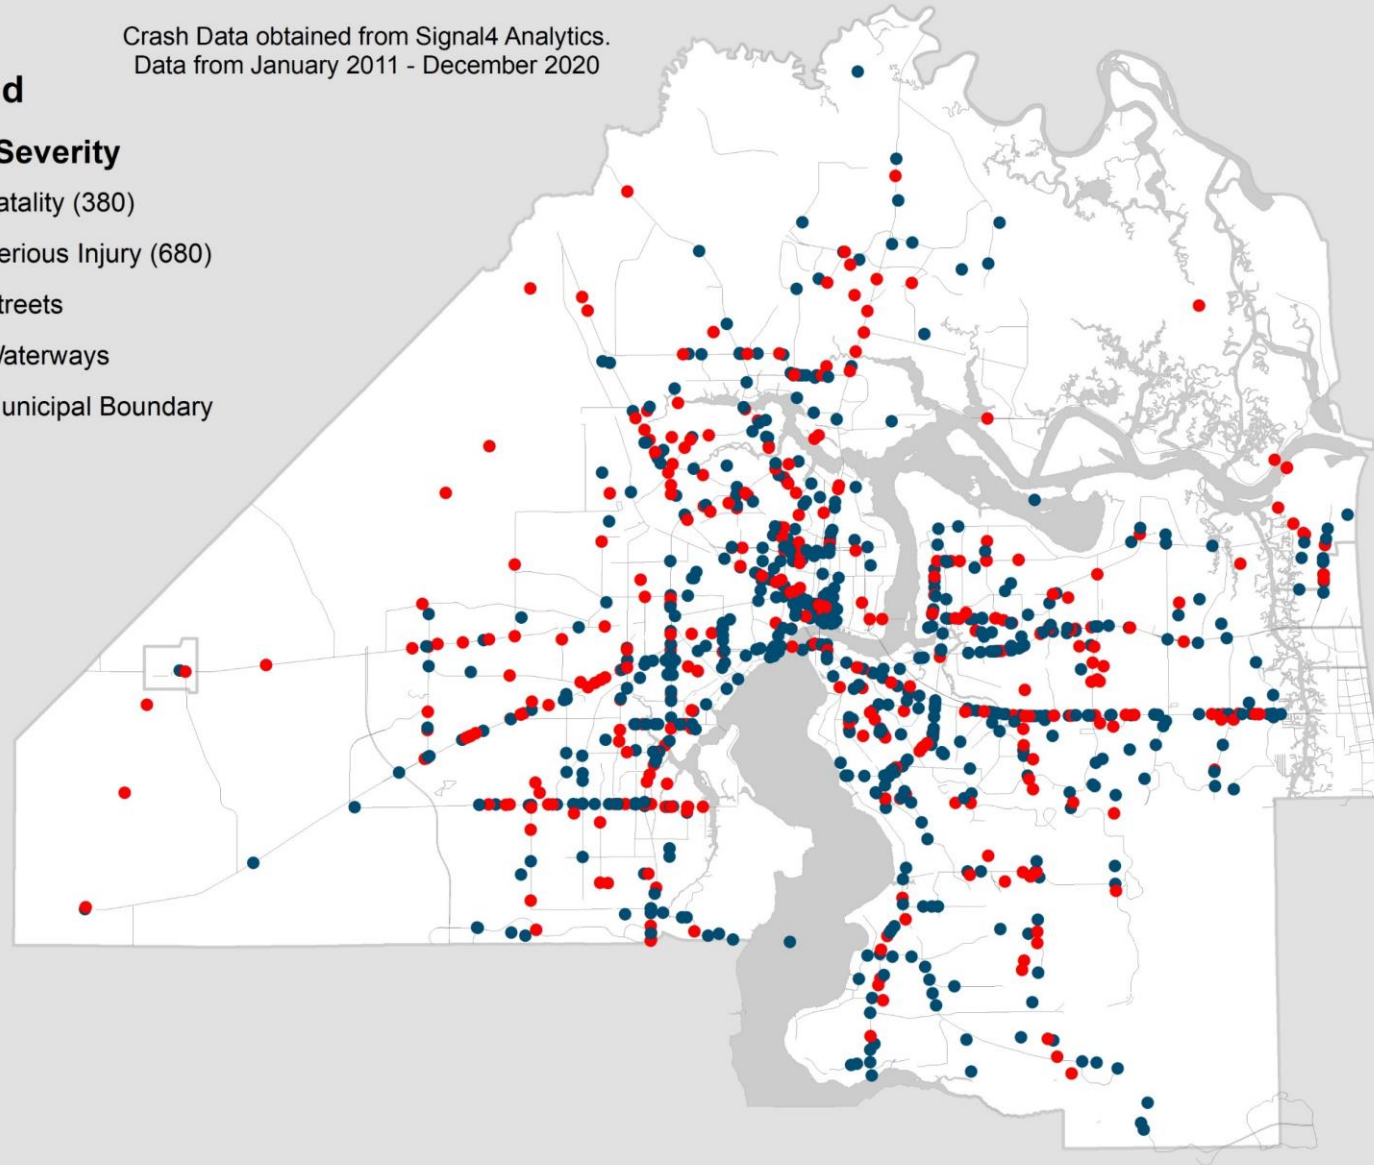 Crash Data obtained from Signal4 Analytics.
Data from January 2011 - December 2020
d
Severity
atality (380)
erious Injury (680)
treets
Waterways
unicipal Boundary